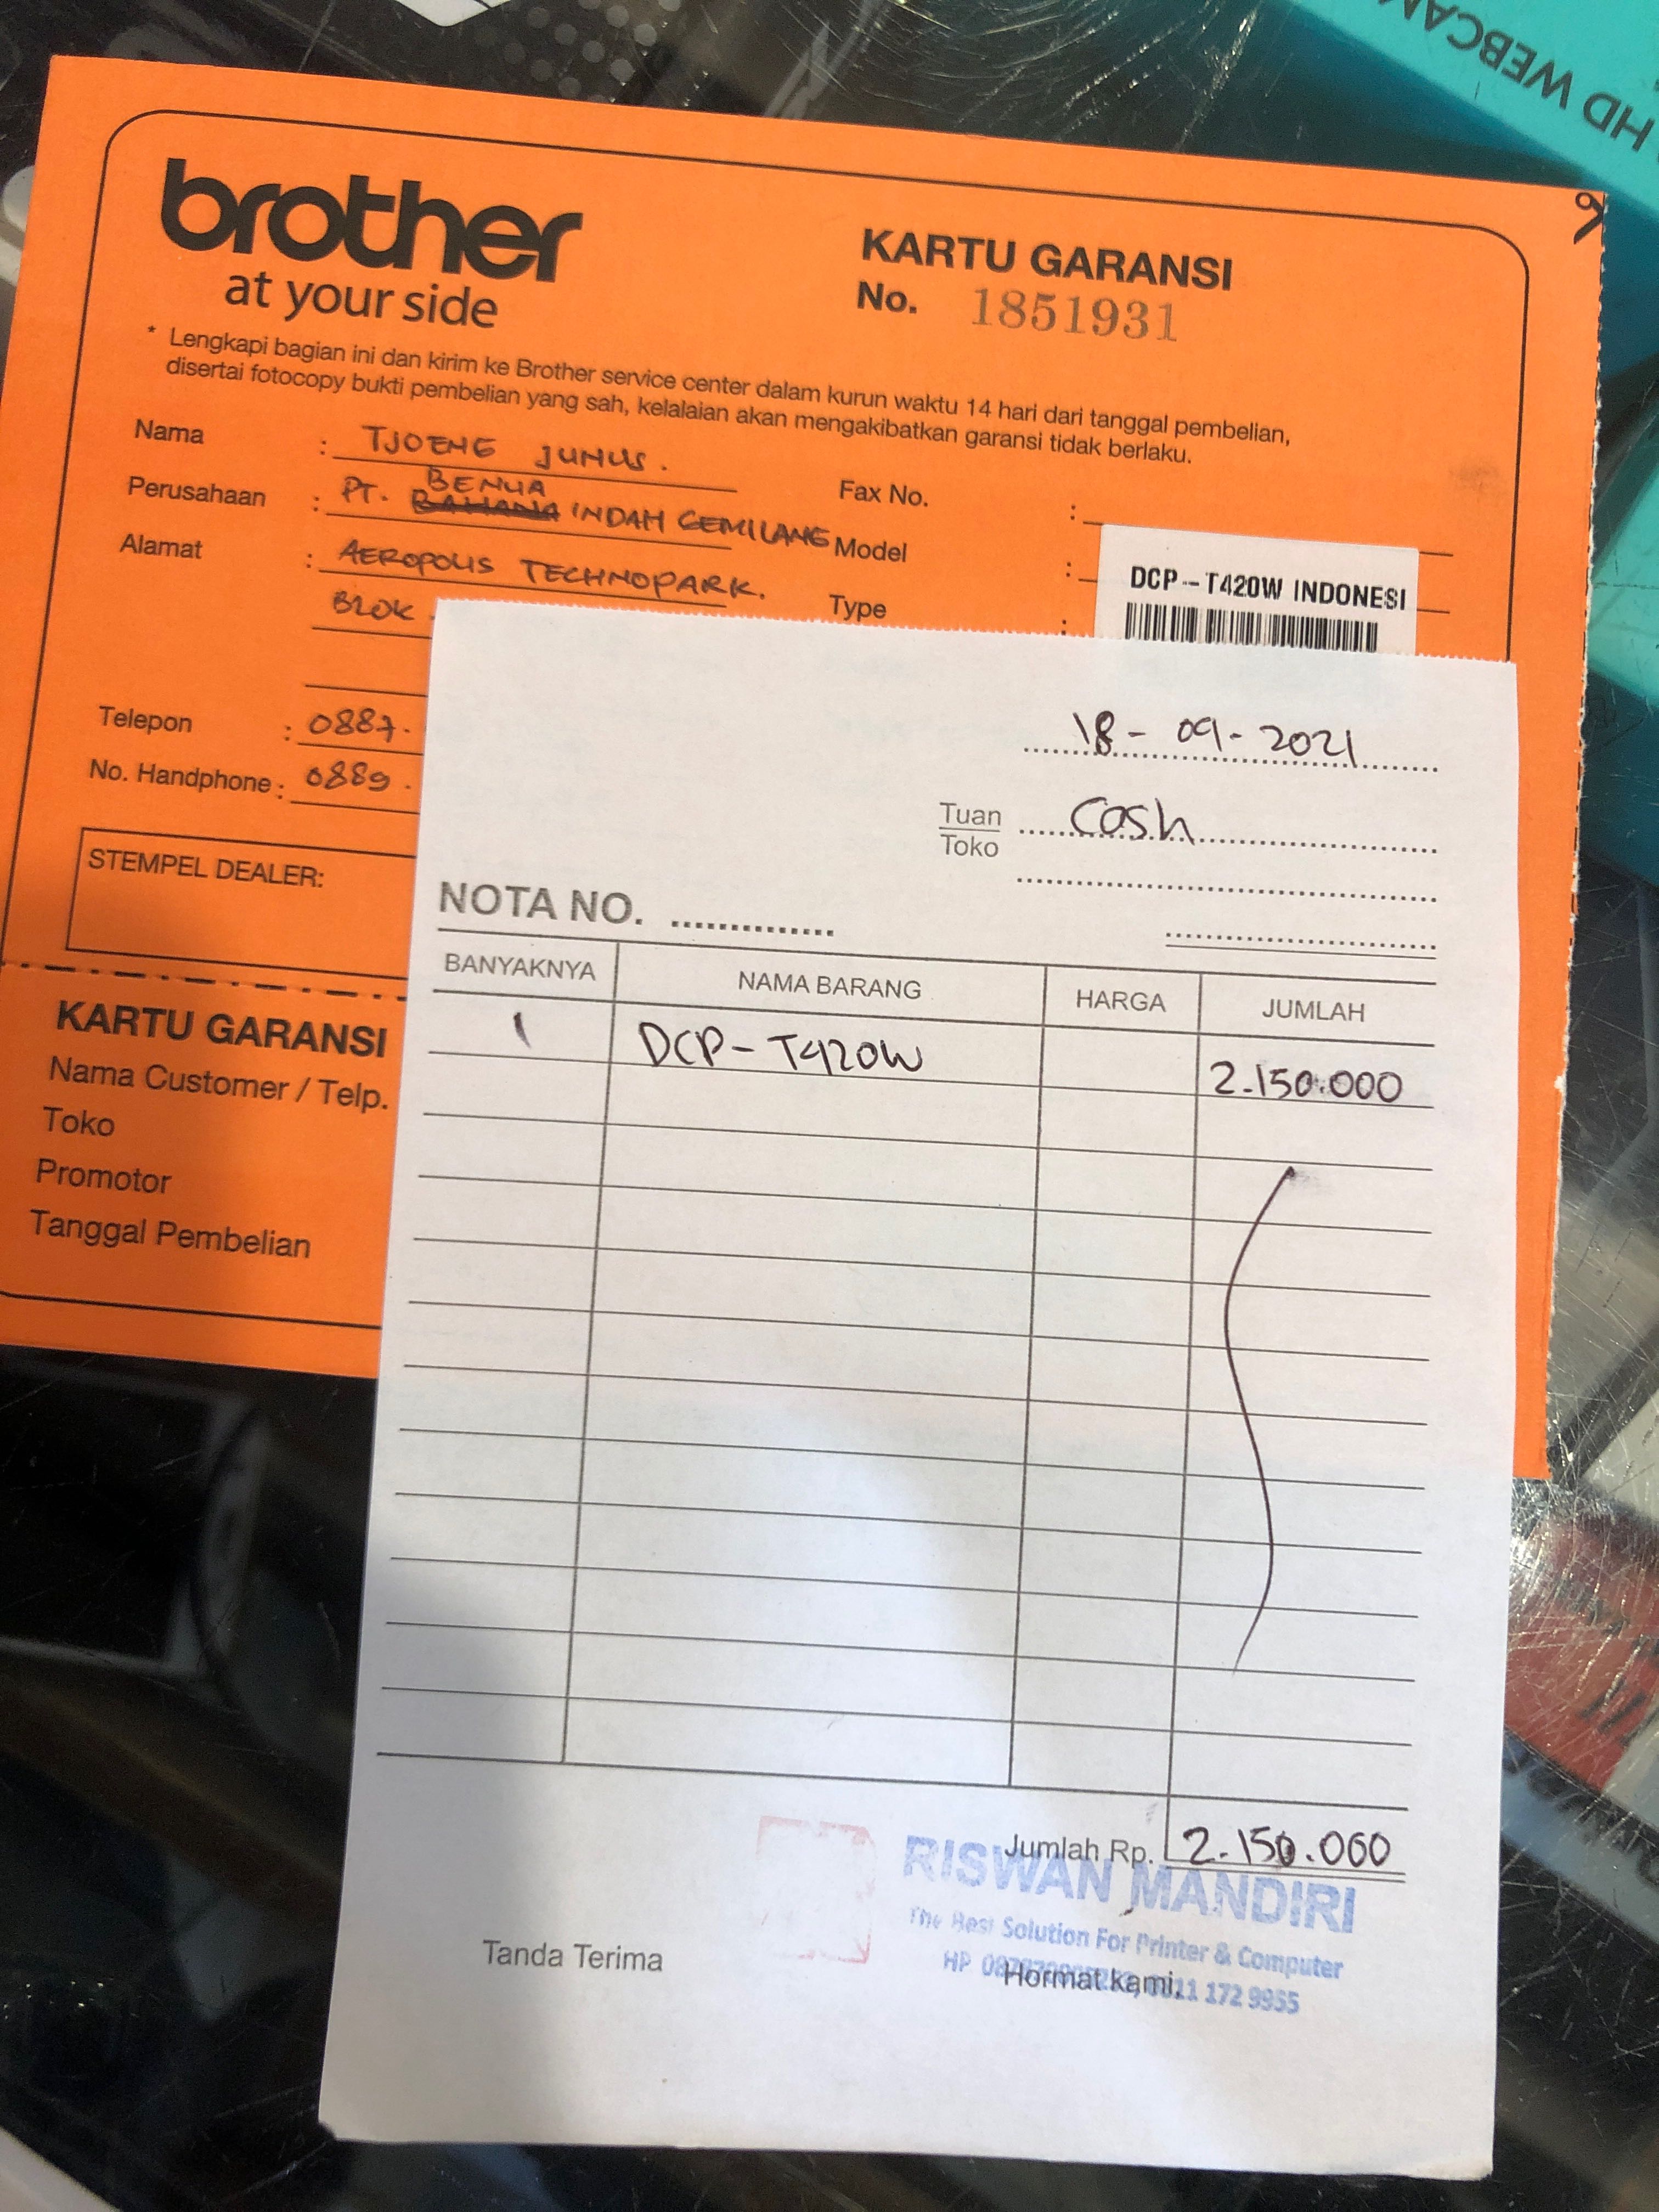 HD WEBCAM
brother
at your side
KARTU GARANSI
No. 1851931
* Lengkapi bagian ini dan kirim ke Brother service center dalam kurun waktu 14 hari dari tanggal pembelian,
disertai fotocopy bukti pembelian yang sah, kelalaian akan mengakibatkan garansi tidak berlaku.
Nama : TJOENG JUNUS.
Perusahaan : PT. BENUA INDAH GEMILANG
Alamat : AEROPOLIS TECHNOPARK.
BLOK
Fax No. :
Model :
Type :
DCP-T420W INDONESI
Telepon : 0887.
No. Handphone : 0889.
STEMPEL DEALER:
KARTU GARANSI
Nama Customer / Telp.
Toko
Promotor
Tanggal Pembelian
18-09-2021
Tuan
Toko
Cash
NOTA NO.
BANYAKNYA NAMA BARANG HARGA JUMLAH
1 DCP-T420W 2.150.000
Jumlah Rp. 2.150.000
RISWAN MANDIRI
The Best Solution For Printer & Computer
HP 0811 172 9955
Tanda Terima
Hormat kami,